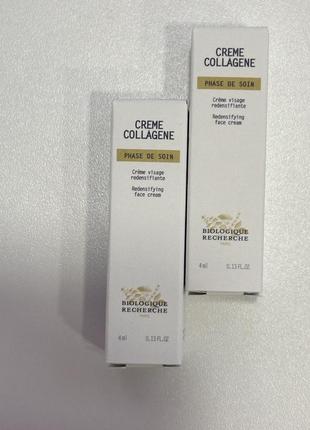 CREME
COLLAGENE
PHASE DE SOIN
Crème visage
redensifiante
Redensifying
face cream
BIOLOGIQUE
RECHERCHE
PARIS
4 ml 0.13 FL.OZ
CREME
COLLAGENE
PHASE DE SOIN
Crème visage
redensifiante
Redensifying
face cream
BIOLOGIQUE
RECHERCHE
PARIS
4 ml 0.13 FL.OZ